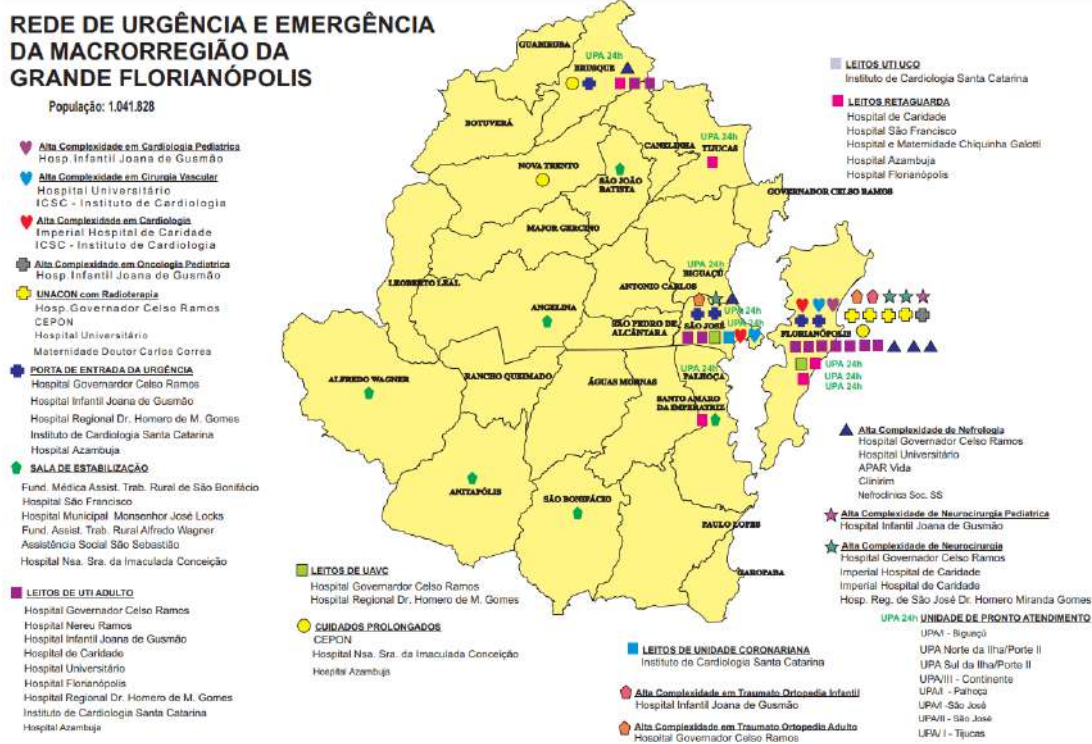 REDE DE URGÊNCIA E EMERGÊNCIA
DA MACRORREGIÃO DA
GRANDE FLORIANÓPOLIS
População: 1.041.828
Alta Complexidade em Cardiologia Pediatrica
Hosp. Infantil Joana de Gusmão
Alta Complexidade em Cirurgia Vascular
Hospital Universitário
ICSC - Instituto de Cardiologia
Alta Complexidade em Cardiologia
Imperial Hospital de Caridade
ICSC - Instituto de Cardiologia
Alta Complexidade em Oncologia Pediatrica
Hosp. Infantil Joana de Gusmão
UNACON com Radioterapia
Hosp. Governador Celso Ramos
CEPON
Hospital Universitário
Maternidade Doutor Carlos Correa
PORTA DE ENTRADA DA URGÊNCIA
Hospital Governardor Celso Ramos
Hospital Infantil Joana de Gusmão
Hospital Regional Dr. Homero de M. Gomes
Instituto de Cardiologia Santa Catarina
Hospital Azambuja
SALA DE ESTABILIZAÇÃO
Fund. Médica Assist. Trab. Rural de São Bonifácio
Hospital São Francisco
Hospital Municipal Monsenhor José Locks
Fund. Assist. Trab. Rural Alfredo Wagner
Assistência Social São Sebastião
Hospital Nsa. Sra. da Imaculada Conceição
LEITOS DE UTI ADULTO
Hospital Governador Celso Ramos
Hospital Nereu Ramos
Hospital Infantil Joana de Gusmão
Hospital de Caridade
Hospital Universitário
Hospital Florianópolis
Hospital Regional Dr. Homero de M. Gomes
Instituto de Cardiologia Santa Catarina
Hospital Azambuja
GUABIRUBA
UPA 24h
BRUSQUE
BOTUVERÁ
CANELINHA
UPA 24h
TIJUCAS
NOVA TRENTO
SÃO JOÃO
BATISTA
GOVERNADOR CELSO RAMOS
MAJOR GERCINO
UPA 24h
BIGUAÇÚ
LEOBERTO LEAL
ANTONIO CARLOS
ANGELINA
UPA 24h
SÃO PEDRO DE
ALCÂNTARA
SÃO JOSÉ
UPA 24h
FLORIANÓPOLIS
UPA 24h
PALHOÇA
UPA 24h
UPA 24h
UPA 24h
ALFREDO WAGNER
RANCHO QUEIMADO
ÁGUAS MORNAS
SANTO AMARO
DA IMPERATRIZ
ANITÁPOLIS
SÃO BONIFÁCIO
PAULO LOPES
GAROPABA
LEITOS UTI UCO
Instituto de Cardiologia Santa Catarina
LEITOS RETAGUARDA
Hospital de Caridade
Hospital São Francisco
Hospital e Maternidade Chiquinha Galotti
Hospital Azambuja
Hospital Florianópolis
Alta Complexidade de Nefrologia
Hospital Governador Celso Ramos
Hospital Universitário
APAR Vida
Clinirim
Nefroclinica Soc. SS
Alta Complexidade de Neurocirurgia Pediatrica
Hospital Infantil Joana de Gusmão
Alta Complexidade de Neurocirurgia
Hospital Governador Celso Ramos
Imperial Hospital de Caridade
Imperial Hospital de Caridade
Hosp. Reg. de São José Dr. Homero Miranda Gomes
UPA 24h UNIDADE DE PRONTO ATENDIMENTO
UPA/I - Biguaçú
UPA Norte da Ilha/Porte II
UPA Sul da Ilha/Porte II
UPA/III - Continente
UPA/I - Palhoça
UPA/I - São José
UPA/II - São José
UPA/ I - Tijucas
LEITOS DE UAVC
Hospital Governardor Celso Ramos
Hospital Regional Dr. Homero de M. Gomes
CUIDADOS PROLONGADOS
CEPON
Hospital Nsa. Sra. da Imaculada Conceição
Hospital Azambuja
LEITOS DE UNIDADE CORONARIANA
Instituto de Cardiologia Santa Catarina
Alta Complexidade em Traumato Ortopedia Infantil
Hospital Infantil Joana de Gusmão
Alta Complexidade em Traumato Ortopedia Adulto
Hospital Governador Celso Ramos